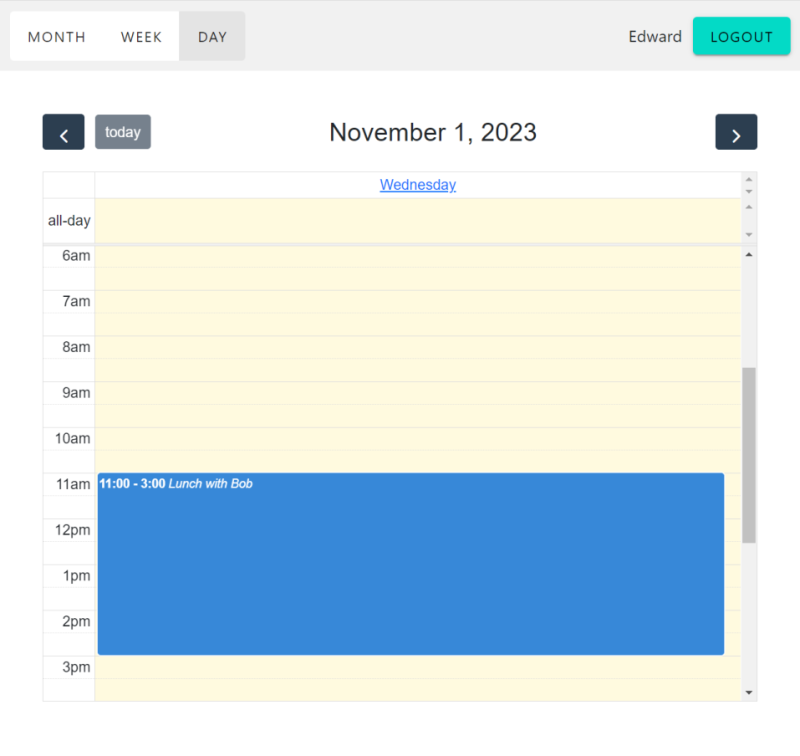 MONTH WEEK DAY Edward LOGOUT
today November 1, 2023
Wednesday
all-day
6am
7am
8am
9am
10am
11am 11:00 - 3:00 Lunch with Bob
12pm
1pm
2pm
3pm